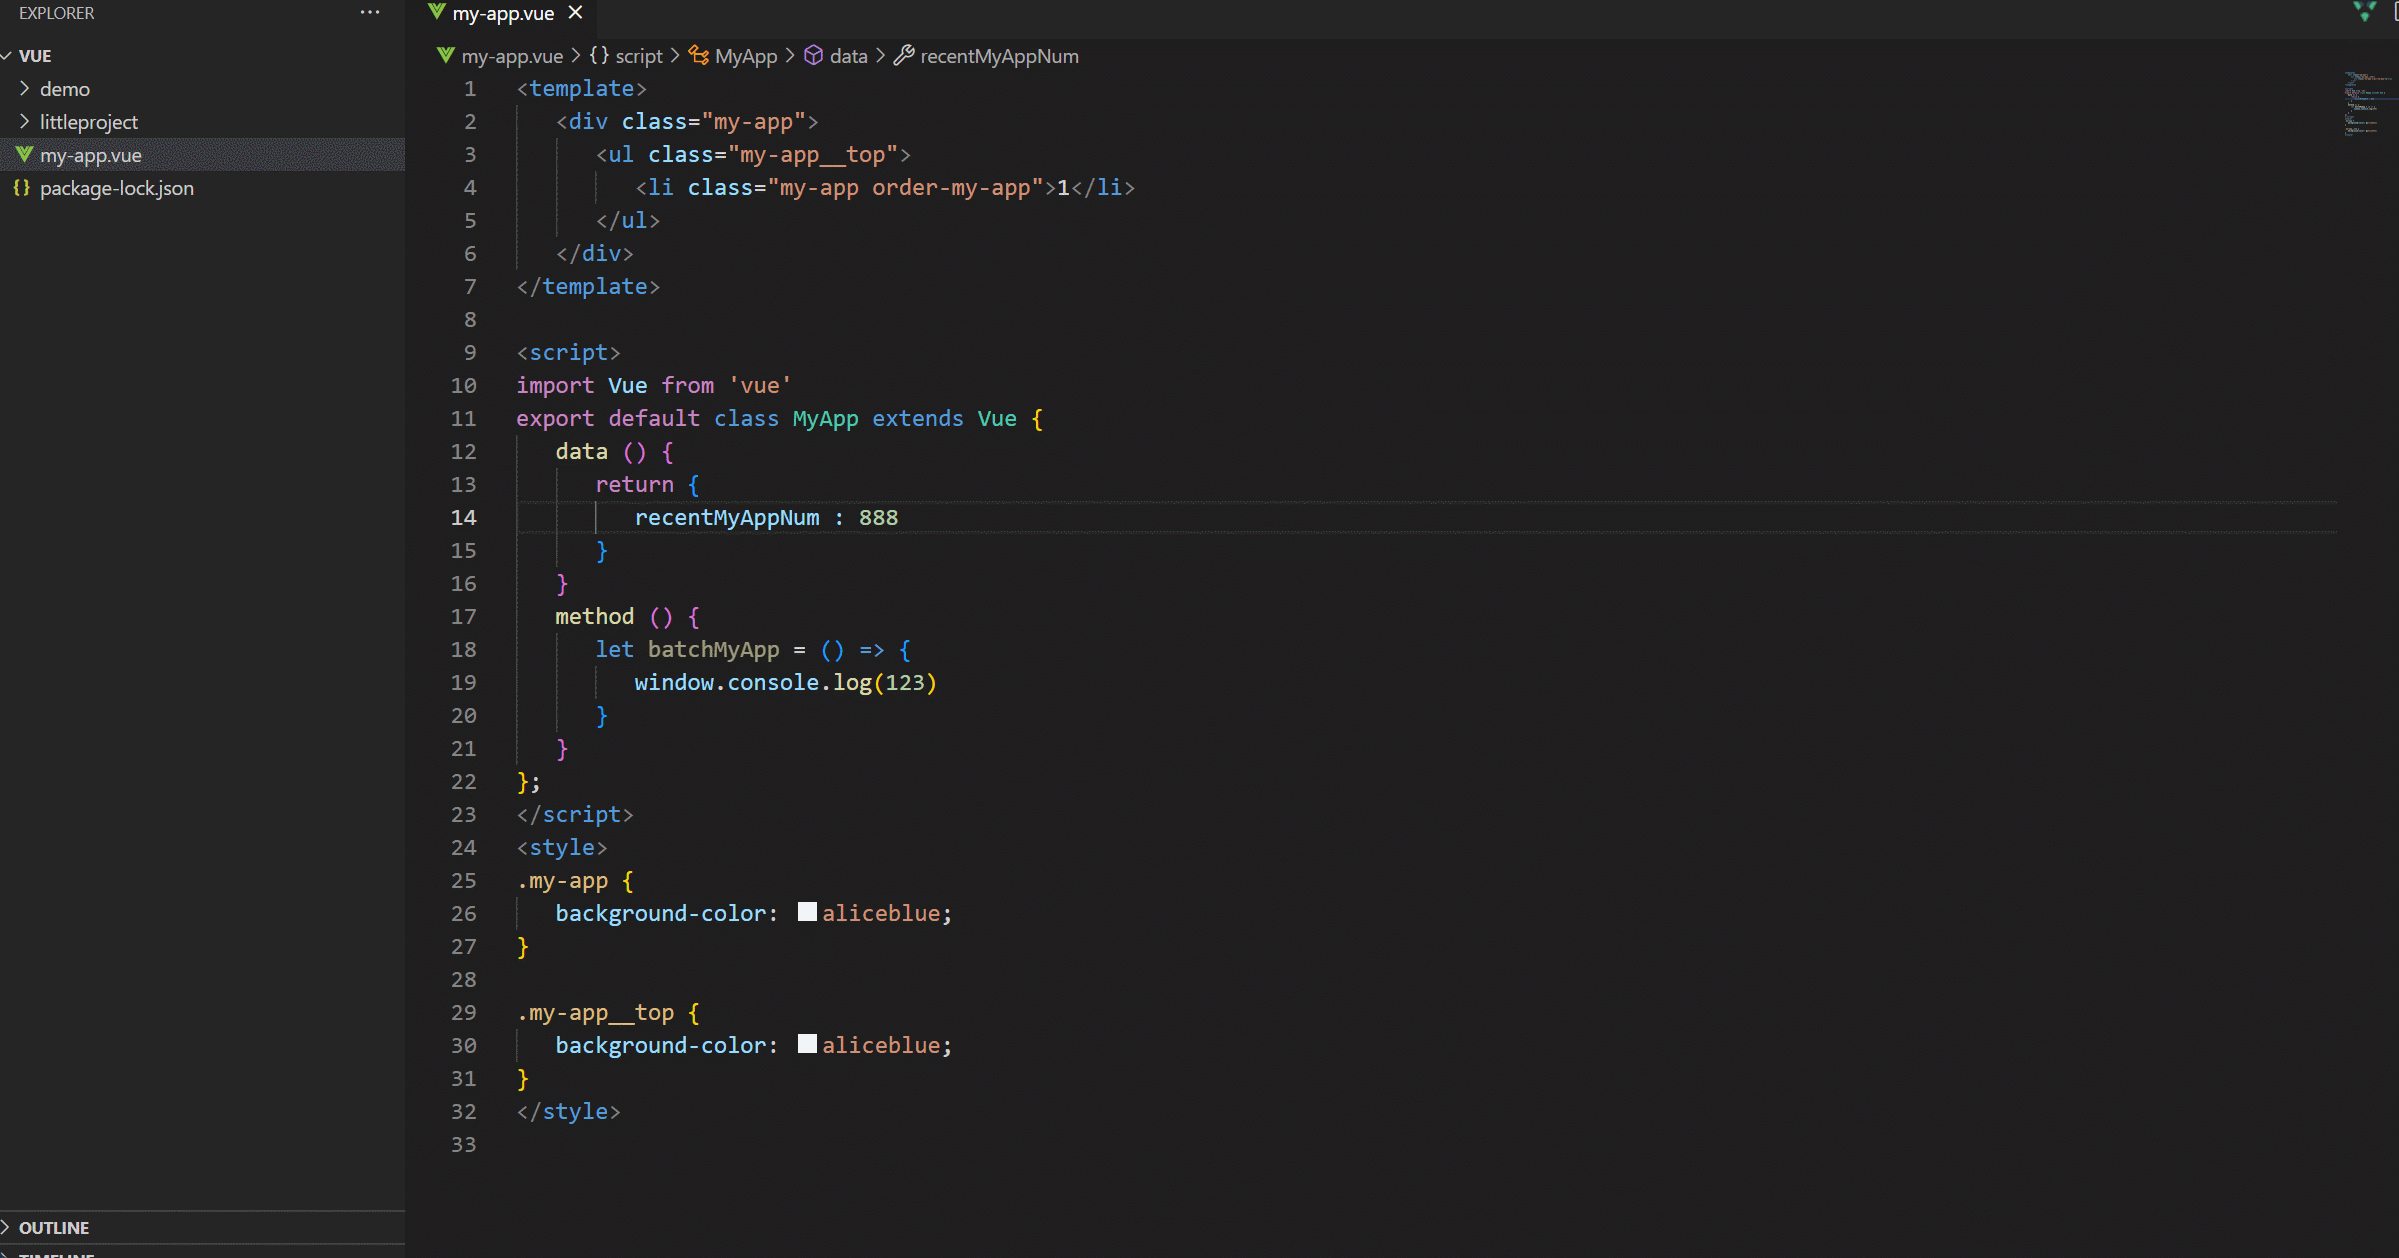 EXPLORER
VUE
demo
littleproject
my-app.vue
package-lock.json
OUTLINE
TIMELINE
my-app.vue
my-app.vue > {} script > MyApp > data > recentMyAppNum
1 <template>
2 <div class="my-app">
3 <ul class="my-app__top">
4 <li class="my-app order-my-app">1</li>
5 </ul>
6 </div>
7 </template>
8
9 <script>
10 import Vue from 'vue'
11 export default class MyApp extends Vue {
12 data () {
13 return {
14 recentMyAppNum : 888
15 }
16 }
17 method () {
18 let batchMyApp = () => {
19 window.console.log(123)
20 }
21 }
22 };
23 </script>
24 <style>
25 .my-app {
26 background-color: aliceblue;
27 }
28
29 .my-app__top {
30 background-color: aliceblue;
31 }
32 </style>
33